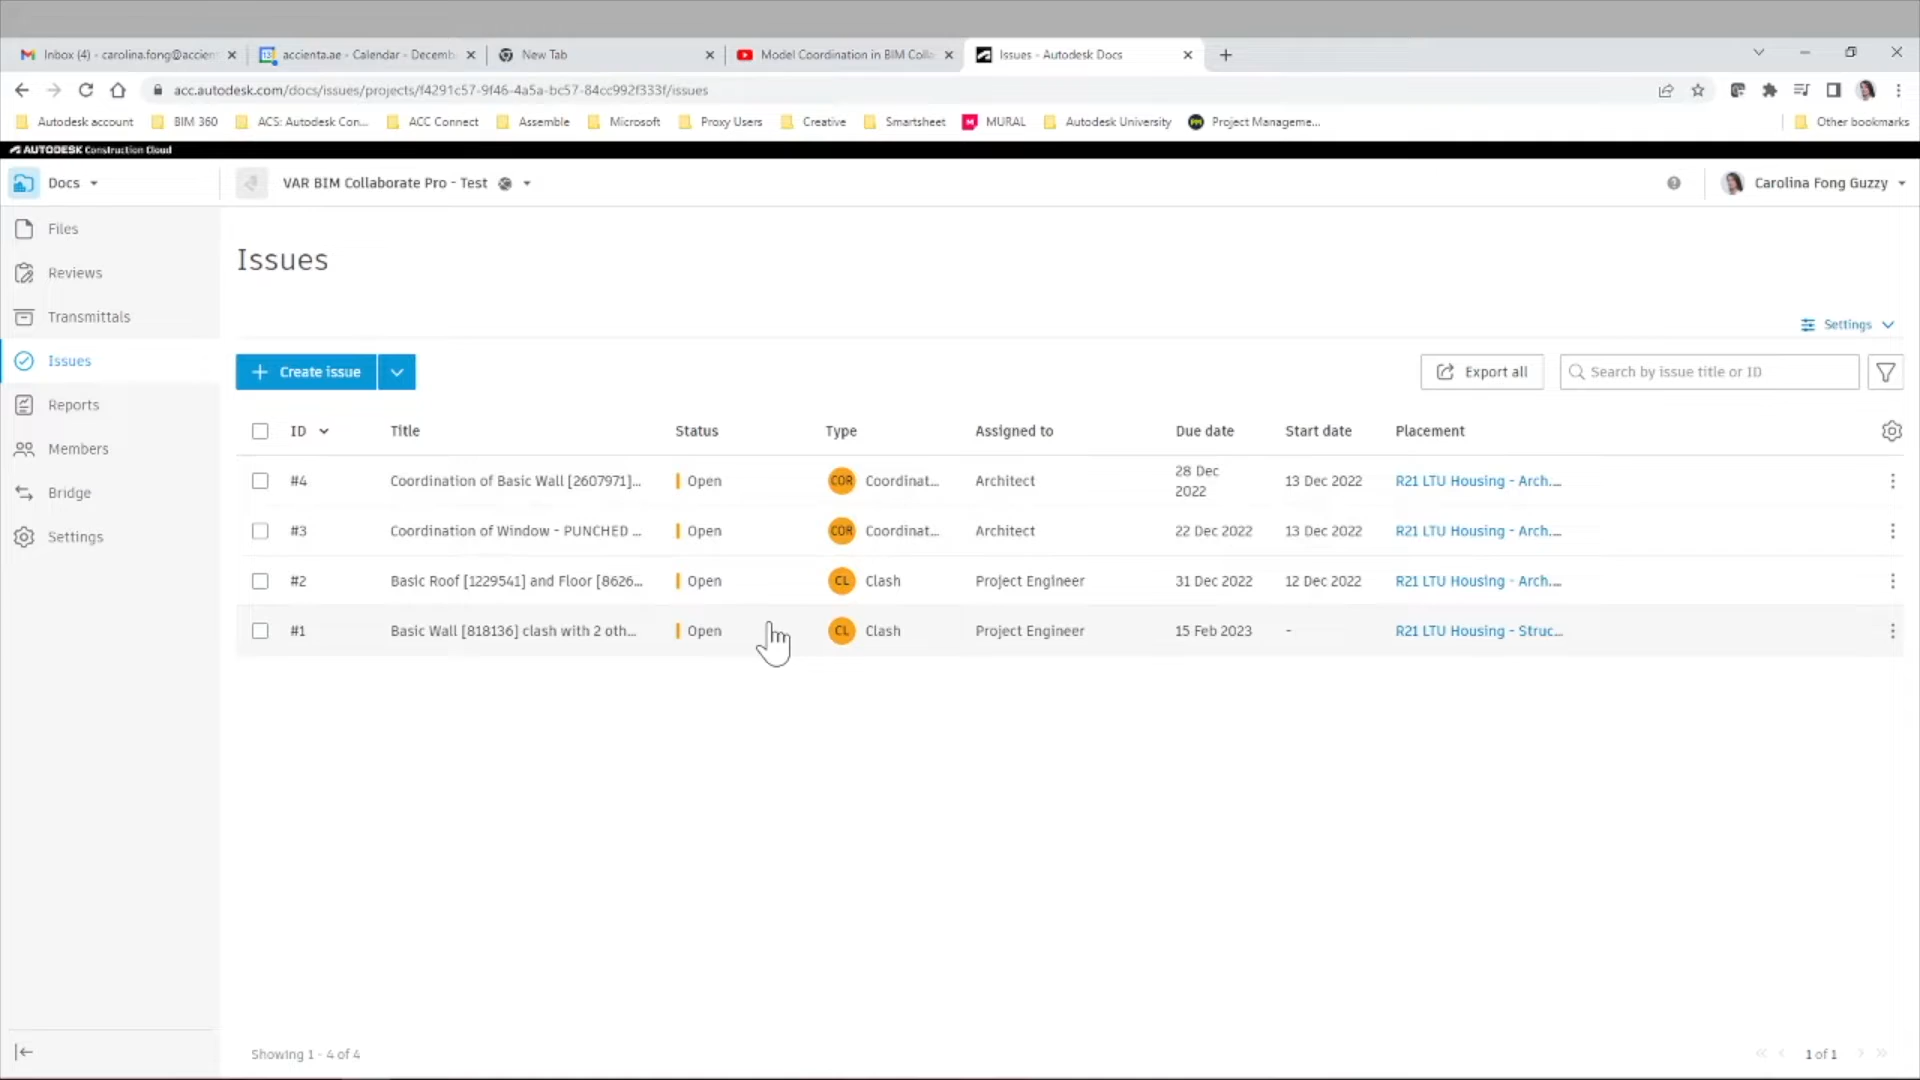 Inbox (4) - carolina.fong@accien
accienta.ae - Calendar - Decemb
New Tab
Model Coordination in BIM Colla
Issues - Autodesk Docs
acc.autodesk.com/docs/issues/projects/f4291c57-9f46-4a5a-bc57-84cc992f333f/issues
Autodesk account
BIM 360
ACS: Autodesk Con...
ACC Connect
Assemble
Microsoft
Proxy Users
Creative
Smartsheet
MURAL
Autodesk University
Project Manageme...
Other bookmarks
AUTODESK Construction Cloud
Docs
VAR BIM Collaborate Pro - Test
Carolina Fong Guzzy
Files
Reviews
Transmittals
Issues
Reports
Members
Bridge
Settings
Issues
Settings
+ Create issue
Export all
Search by issue title or ID
ID Title Status Type Assigned to Due date Start date Placement
#4 Coordination of Basic Wall [2607971]... Open COR Coordinat... Architect 28 Dec 2022 13 Dec 2022 R21 LTU Housing - Arch....
#3 Coordination of Window - PUNCHED ... Open COR Coordinat... Architect 22 Dec 2022 13 Dec 2022 R21 LTU Housing - Arch....
#2 Basic Roof [1229541] and Floor [8626... Open CL Clash Project Engineer 31 Dec 2022 12 Dec 2022 R21 LTU Housing - Arch....
#1 Basic Wall [818136] clash with 2 oth... Open CL Clash Project Engineer 15 Feb 2023 - R21 LTU Housing - Struc...
Showing 1 - 4 of 4
1 of 1